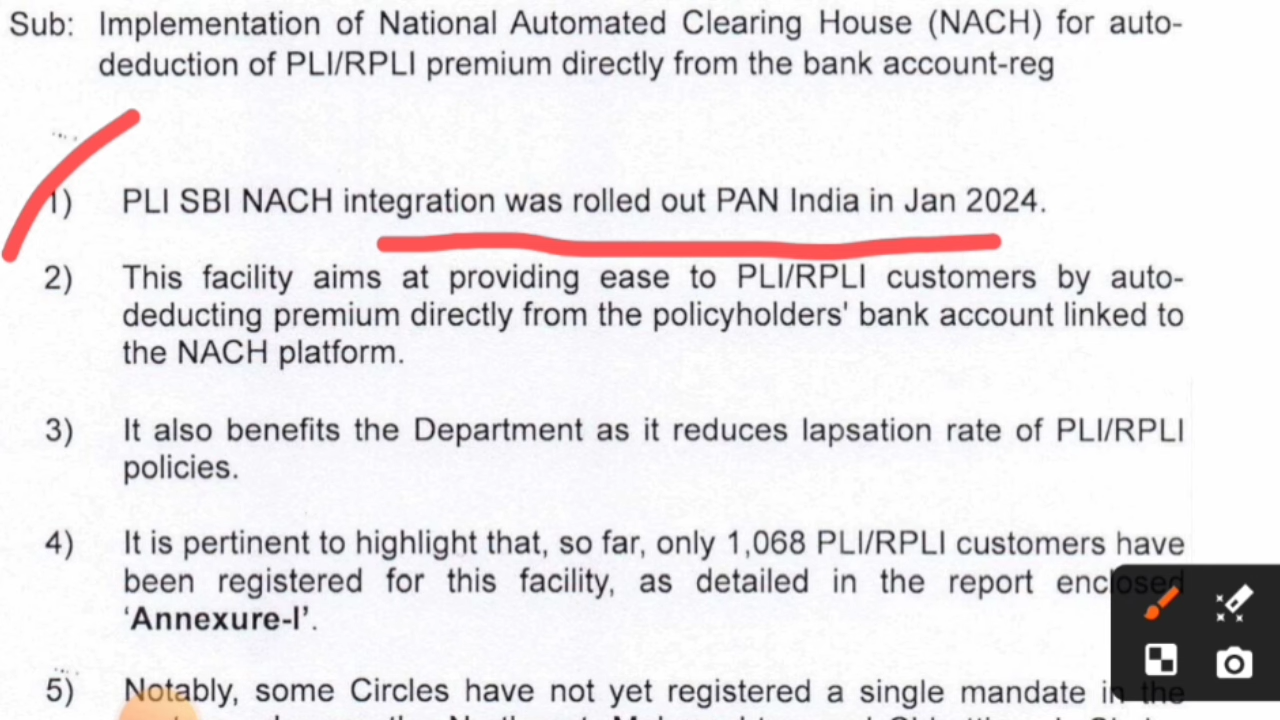 Sub: Implementation of National Automated Clearing House (NACH) for auto-
deduction of PLI/RPLI premium directly from the bank account-reg
1) PLI SBI NACH integration was rolled out PAN India in Jan 2024.
2) This facility aims at providing ease to PLI/RPLI customers by auto-
deducting premium directly from the policyholders' bank account linked to
the NACH platform.
3) It also benefits the Department as it reduces lapsation rate of PLI/RPLI
policies.
4) It is pertinent to highlight that, so far, only 1,068 PLI/RPLI customers have
been registered for this facility, as detailed in the report enclosed
‘Annexure-I’.
5) Notably, some Circles have not yet registered a single mandate in the